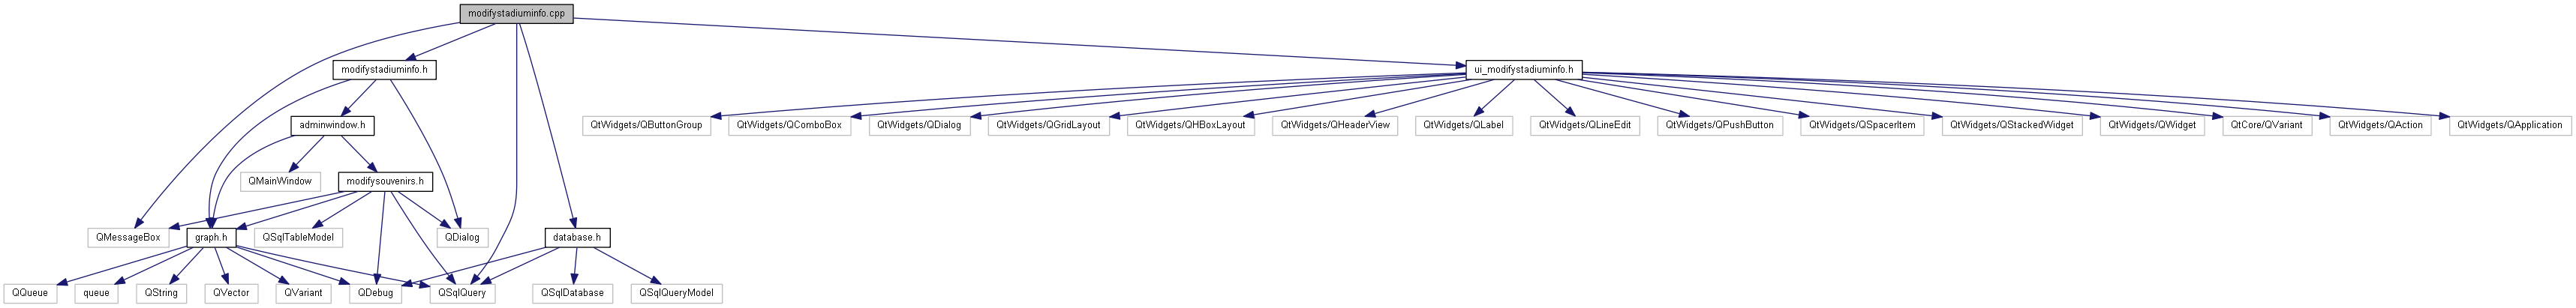 modifystadiuminfo.cpp
modifystadiuminfo.h
ui_modifystadiuminfo.h
adminwindow.h
QtWidgets/QButtonGroup
QtWidgets/QComboBox
QtWidgets/QDialog
QtWidgets/QGridLayout
QtWidgets/QHBoxLayout
QtWidgets/QHeaderView
QtWidgets/QLabel
QtWidgets/QLineEdit
QtWidgets/QPushButton
QtWidgets/QSpacerItem
QtWidgets/QStackedWidget
QtWidgets/QWidget
QtCore/QVariant
QtWidgets/QAction
QtWidgets/QApplication
QMainWindow
modifysouvenirs.h
QMessageBox
graph.h
QSqlTableModel
QDialog
database.h
QQueue
queue
QString
QVector
QVariant
QDebug
QSqlQuery
QSqlDatabase
QSqlQueryModel